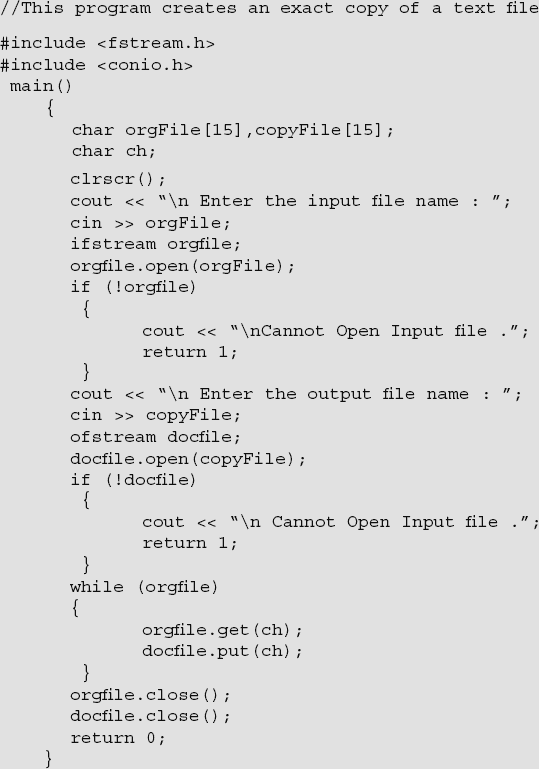 //This program creates an exact copy of a text file
#include <fstream.h>
#include <conio.h>
main()
{
char orgFile[15],copyFile[15];
char ch;
clrscr();
cout << “\n Enter the input file name : ”;
cin >> orgFile;
ifstream orgfile;
orgfile.open(orgFile);
if (!orgfile)
{
cout << “\nCannot Open Input file .”;
return 1;
}
cout << “\n Enter the output file name : ”;
cin >> copyFile;
ofstream docfile;
docfile.open(copyFile);
if (!docfile)
{
cout << “\n Cannot Open Input file .”;
return 1;
}
while (orgfile)
{
orgfile.get(ch);
docfile.put(ch);
}
orgfile.close();
docfile.close();
return 0;
}